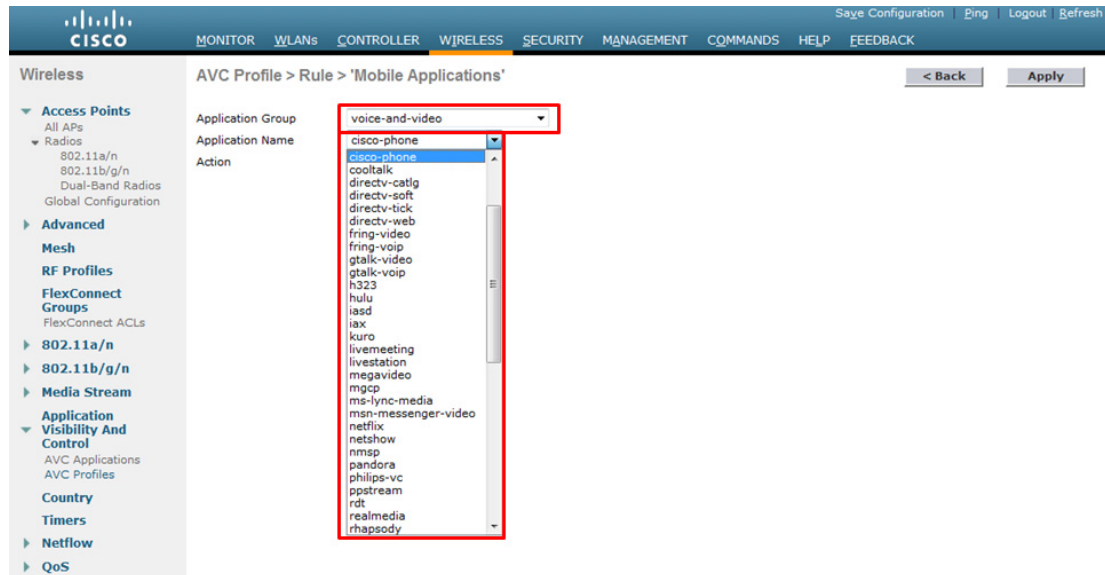 Save Configuration | Ping | Logout | Refresh
CISCO
MONITOR WLANs CONTROLLER WIRELESS SECURITY MANAGEMENT COMMANDS HELP FEEDBACK
Wireless
AVC Profile > Rule > 'Mobile Applications'
< Back
Apply
Access Points
All APs
Radios
802.11a/n
802.11b/g/n
Dual-Band Radios
Global Configuration
Advanced
Mesh
RF Profiles
FlexConnect
Groups
FlexConnect ACLs
802.11a/n
802.11b/g/n
Media Stream
Application
Visibility And
Control
AVC Applications
AVC Profiles
Country
Timers
Netflow
QoS
Application Group voice-and-video
Application Name cisco-phone
Action
cisco-phone
cooltalk
directv-catlg
directv-soft
directv-tick
directv-web
fring-video
fring-voip
gtalk-video
gtalk-voip
h323
hulu
iasd
iax
kuro
livemeeting
livestation
megavideo
mgcp
ms-lync-media
msn-messenger-video
netflix
netshow
nmsp
pandora
philips-vc
ppstream
rdt
realmedia
rhapsody